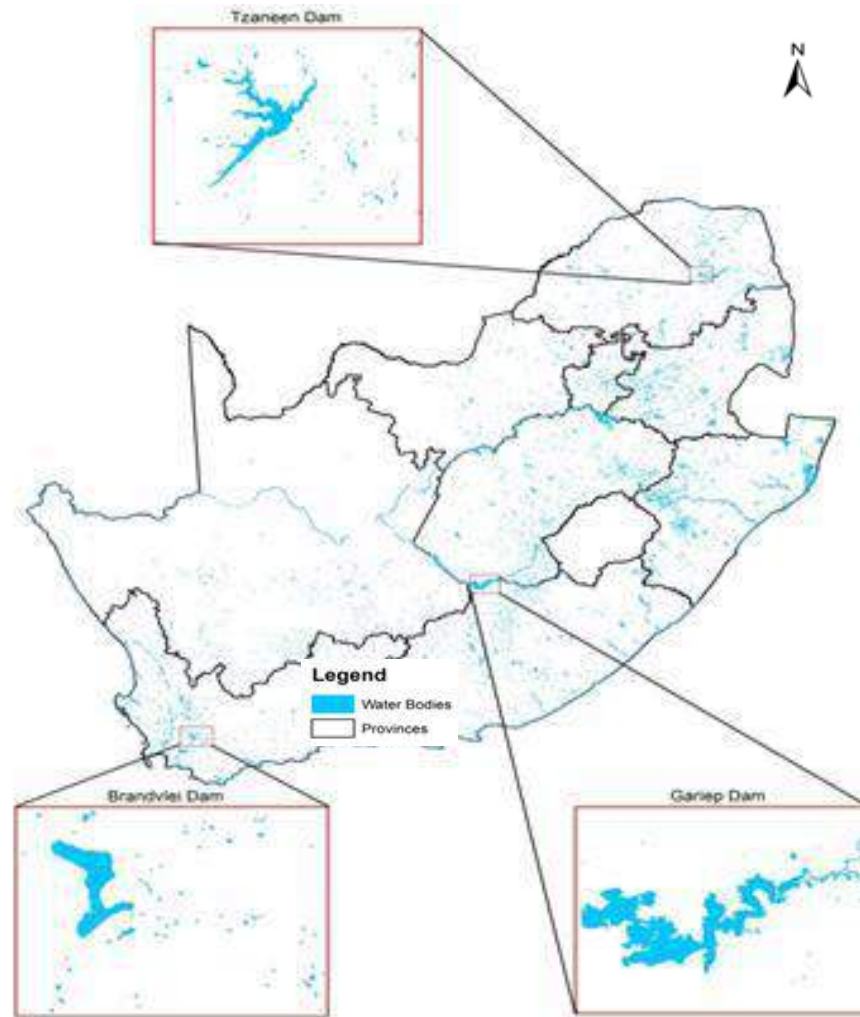 Tzaneen Dam
N
Legend
Water Bodies
Provinces
Brandvlei Dam
Gariep Dam